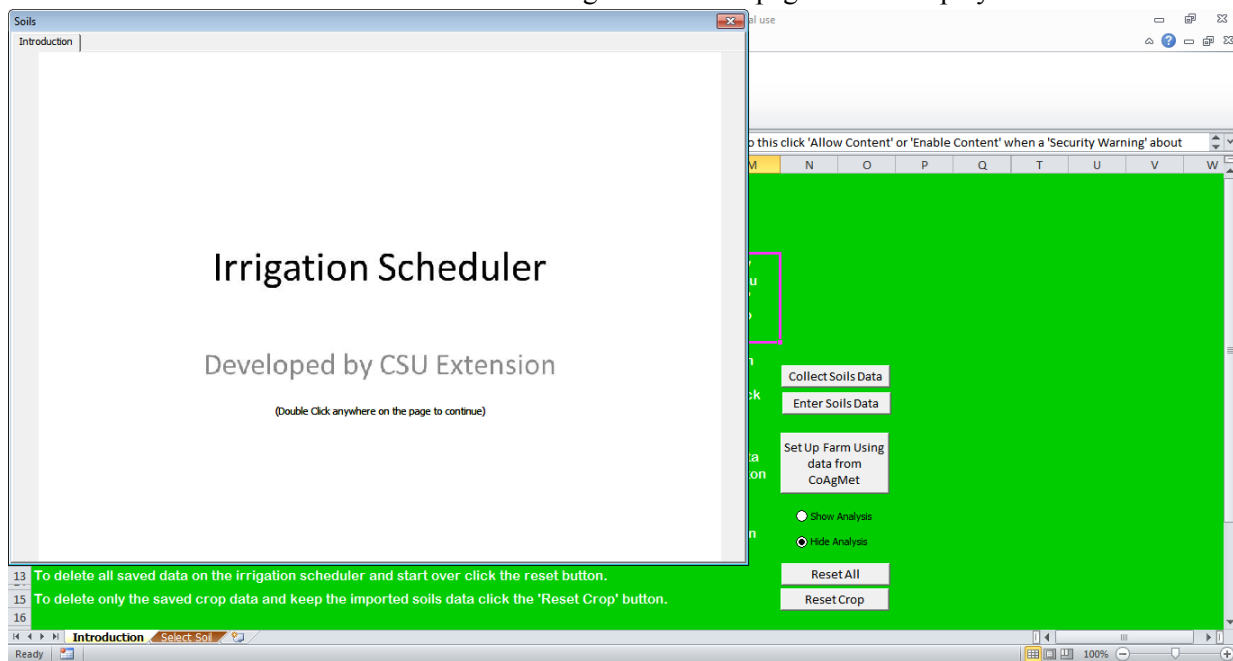 Soils
al use
Introduction
o this click 'Allow Content' or 'Enable Content' when a 'Security Warning' about
N O P Q T U V W
Irrigation Scheduler
Developed by CSU Extension
(Double Click anywhere on the page to continue)
u
Collect Soils Data
Enter Soils Data
Set Up Farm Using
data from
CoAgMet
Show Analysis
Hide Analysis
13 To delete all saved data on the irrigation scheduler and start over click the reset button.
Reset All
15 To delete only the saved crop data and keep the imported soils data click the 'Reset Crop' button.
Reset Crop
16
Introduction Select Soil
Ready 100%